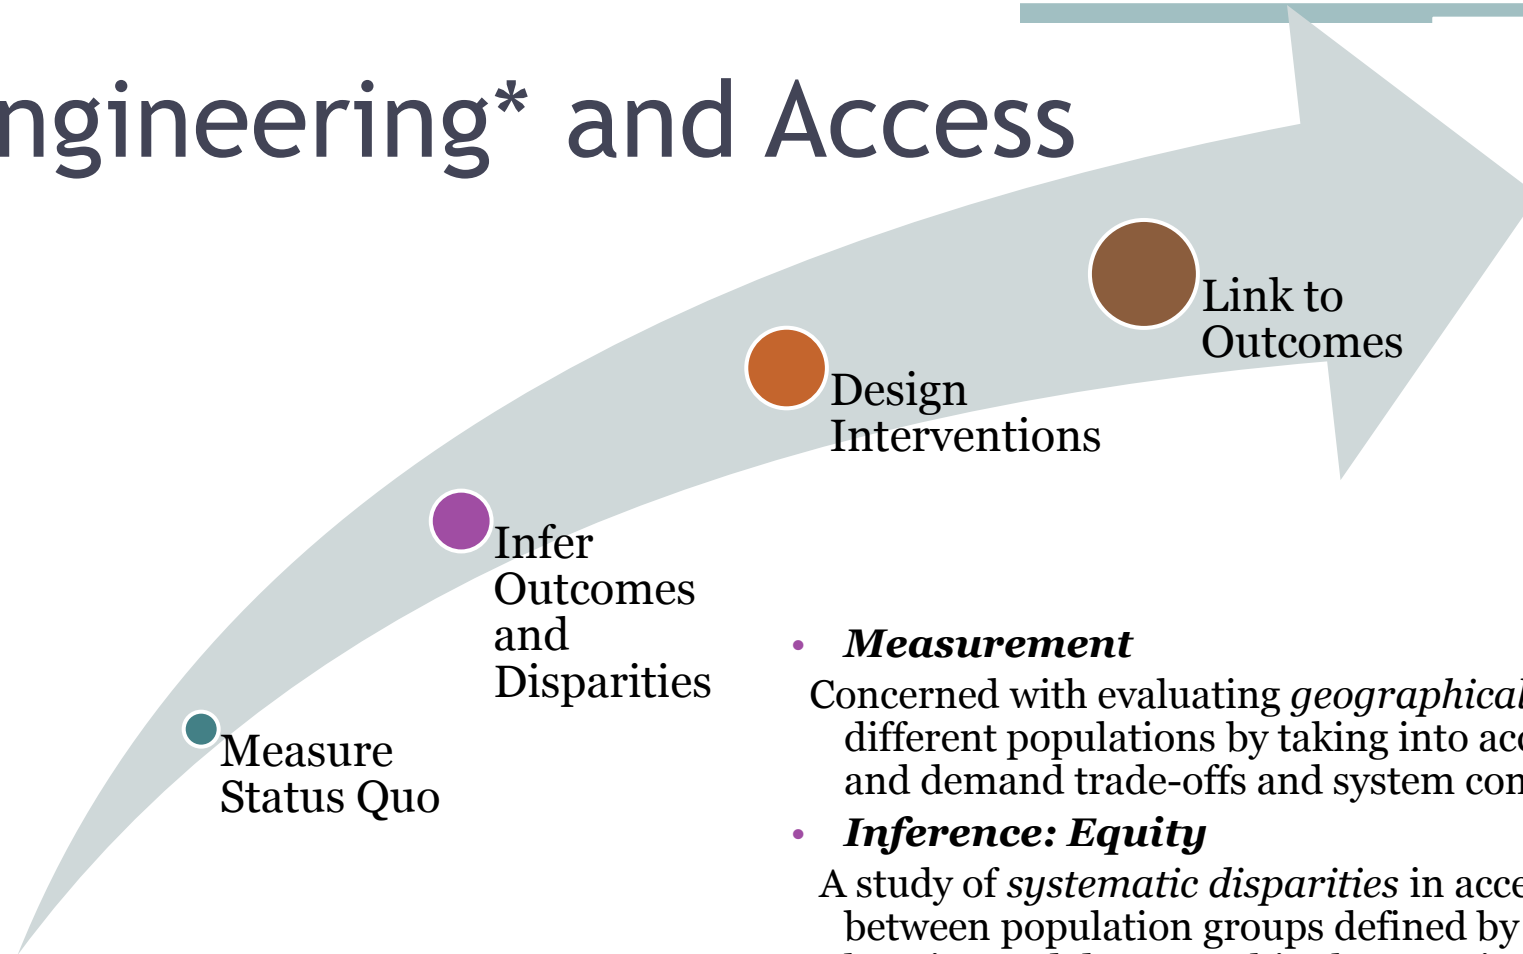 ngineering* and Access
Link to
Outcomes
Design
Interventions
Infer
Outcomes
and
Disparities
Measure
Status Quo
• Measurement
Concerned with evaluating geographical
different populations by taking into acc
and demand trade-offs and system con
• Inference: Equity
A study of systematic disparities in acce
between population groups defined by